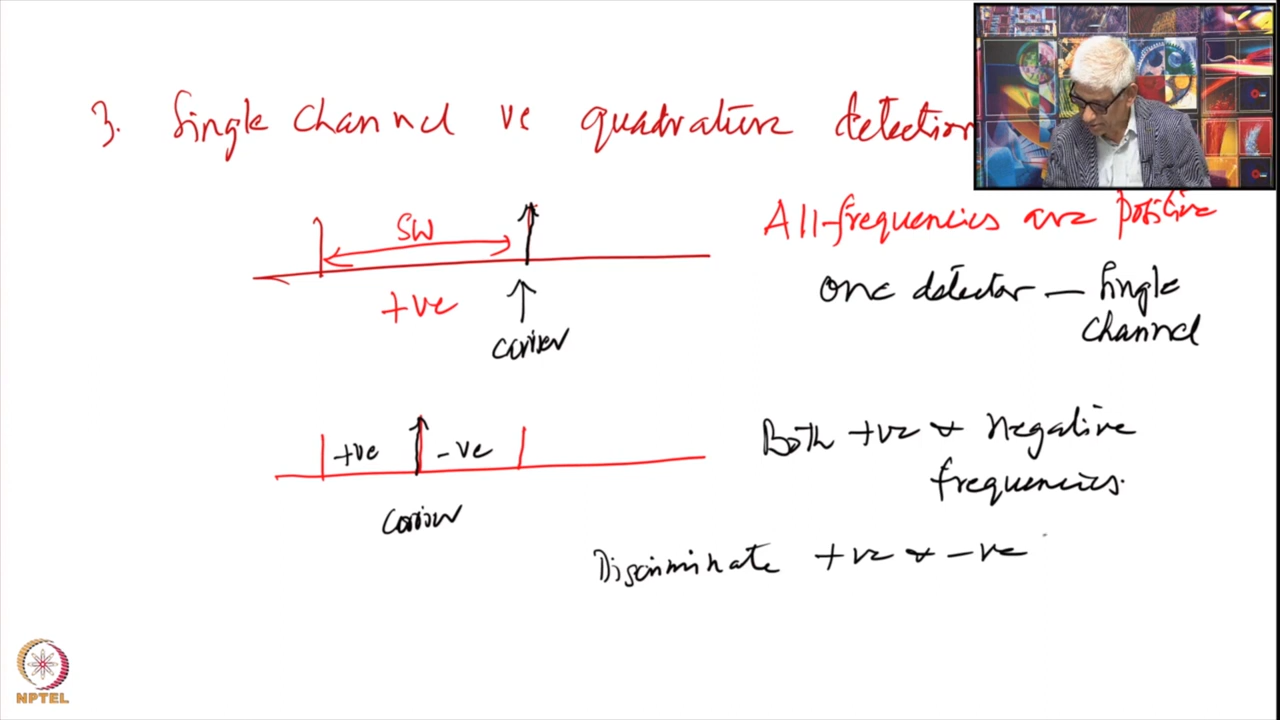 3. Single channel vs quadrature detection
SW
All frequencies are positive
+ve
one detector — Single
channel
carrier
Both +ve & negative
+ve -ve
frequencies.
carrier
Discriminate +ve & -ve
NPTEL